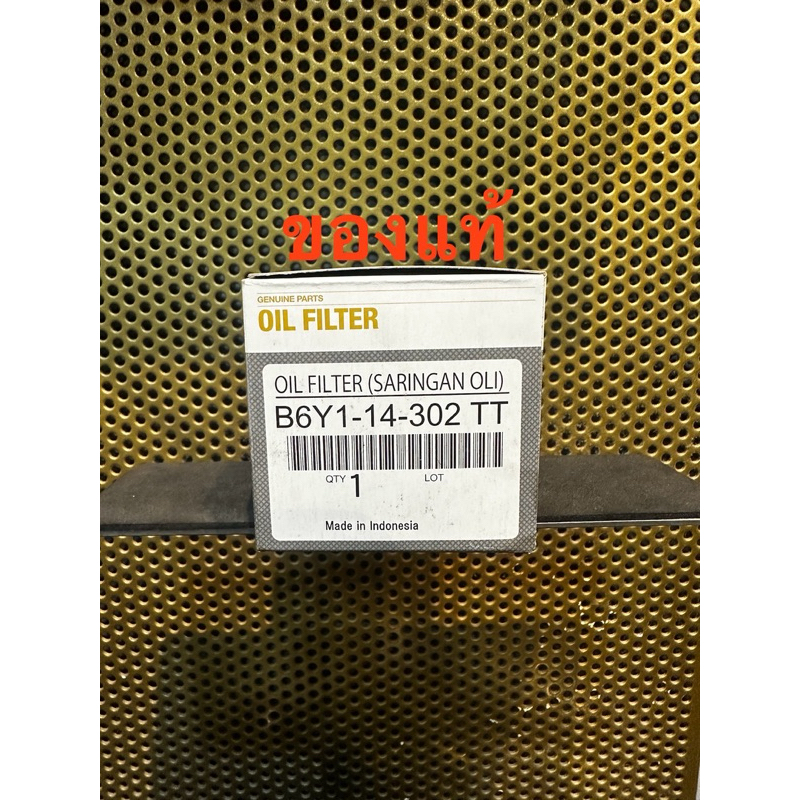 ของแท้
GENUINE PARTS
OIL FILTER
OIL FILTER (SARINGAN OLI)
B6Y1-14-302 TT
QTY 1 LOT
Made in Indonesia